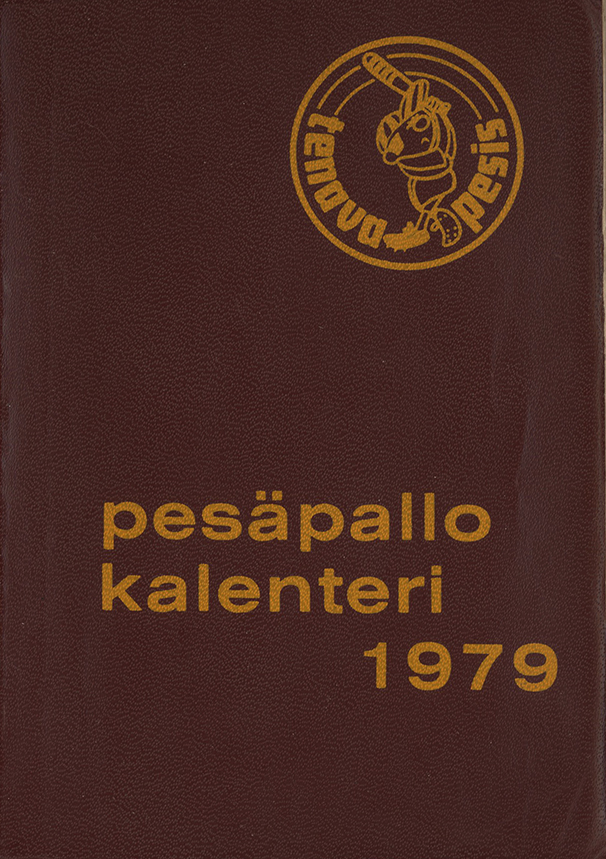 tenava pesis
pesäpallo
kalenteri
1979